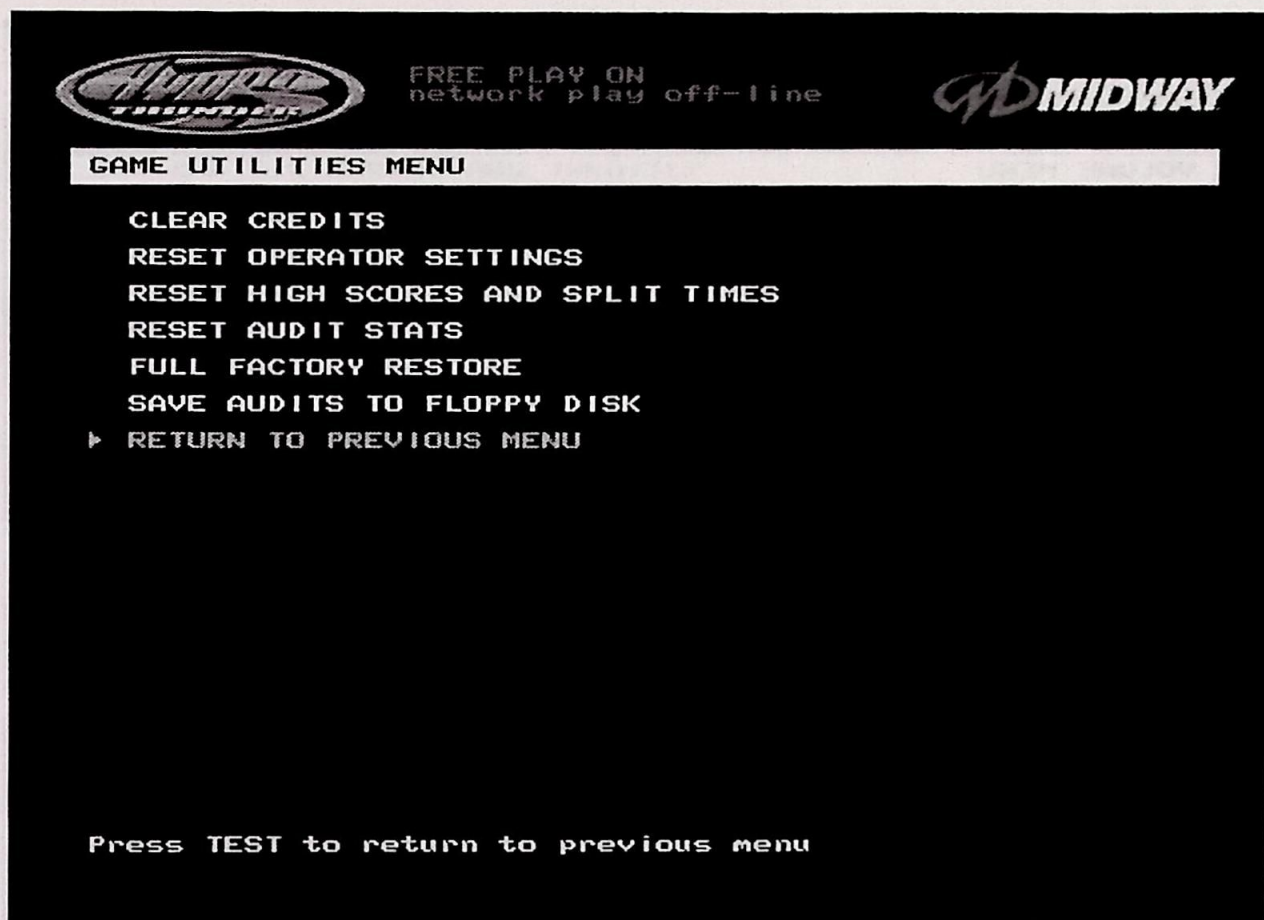 HYDRO
THUNDER
FREE PLAY ON
network play off-line
MIDWAY
GAME UTILITIES MENU
CLEAR CREDITS
RESET OPERATOR SETTINGS
RESET HIGH SCORES AND SPLIT TIMES
RESET AUDIT STATS
FULL FACTORY RESTORE
SAVE AUDITS TO FLOPPY DISK
RETURN TO PREVIOUS MENU
Press TEST to return to previous menu